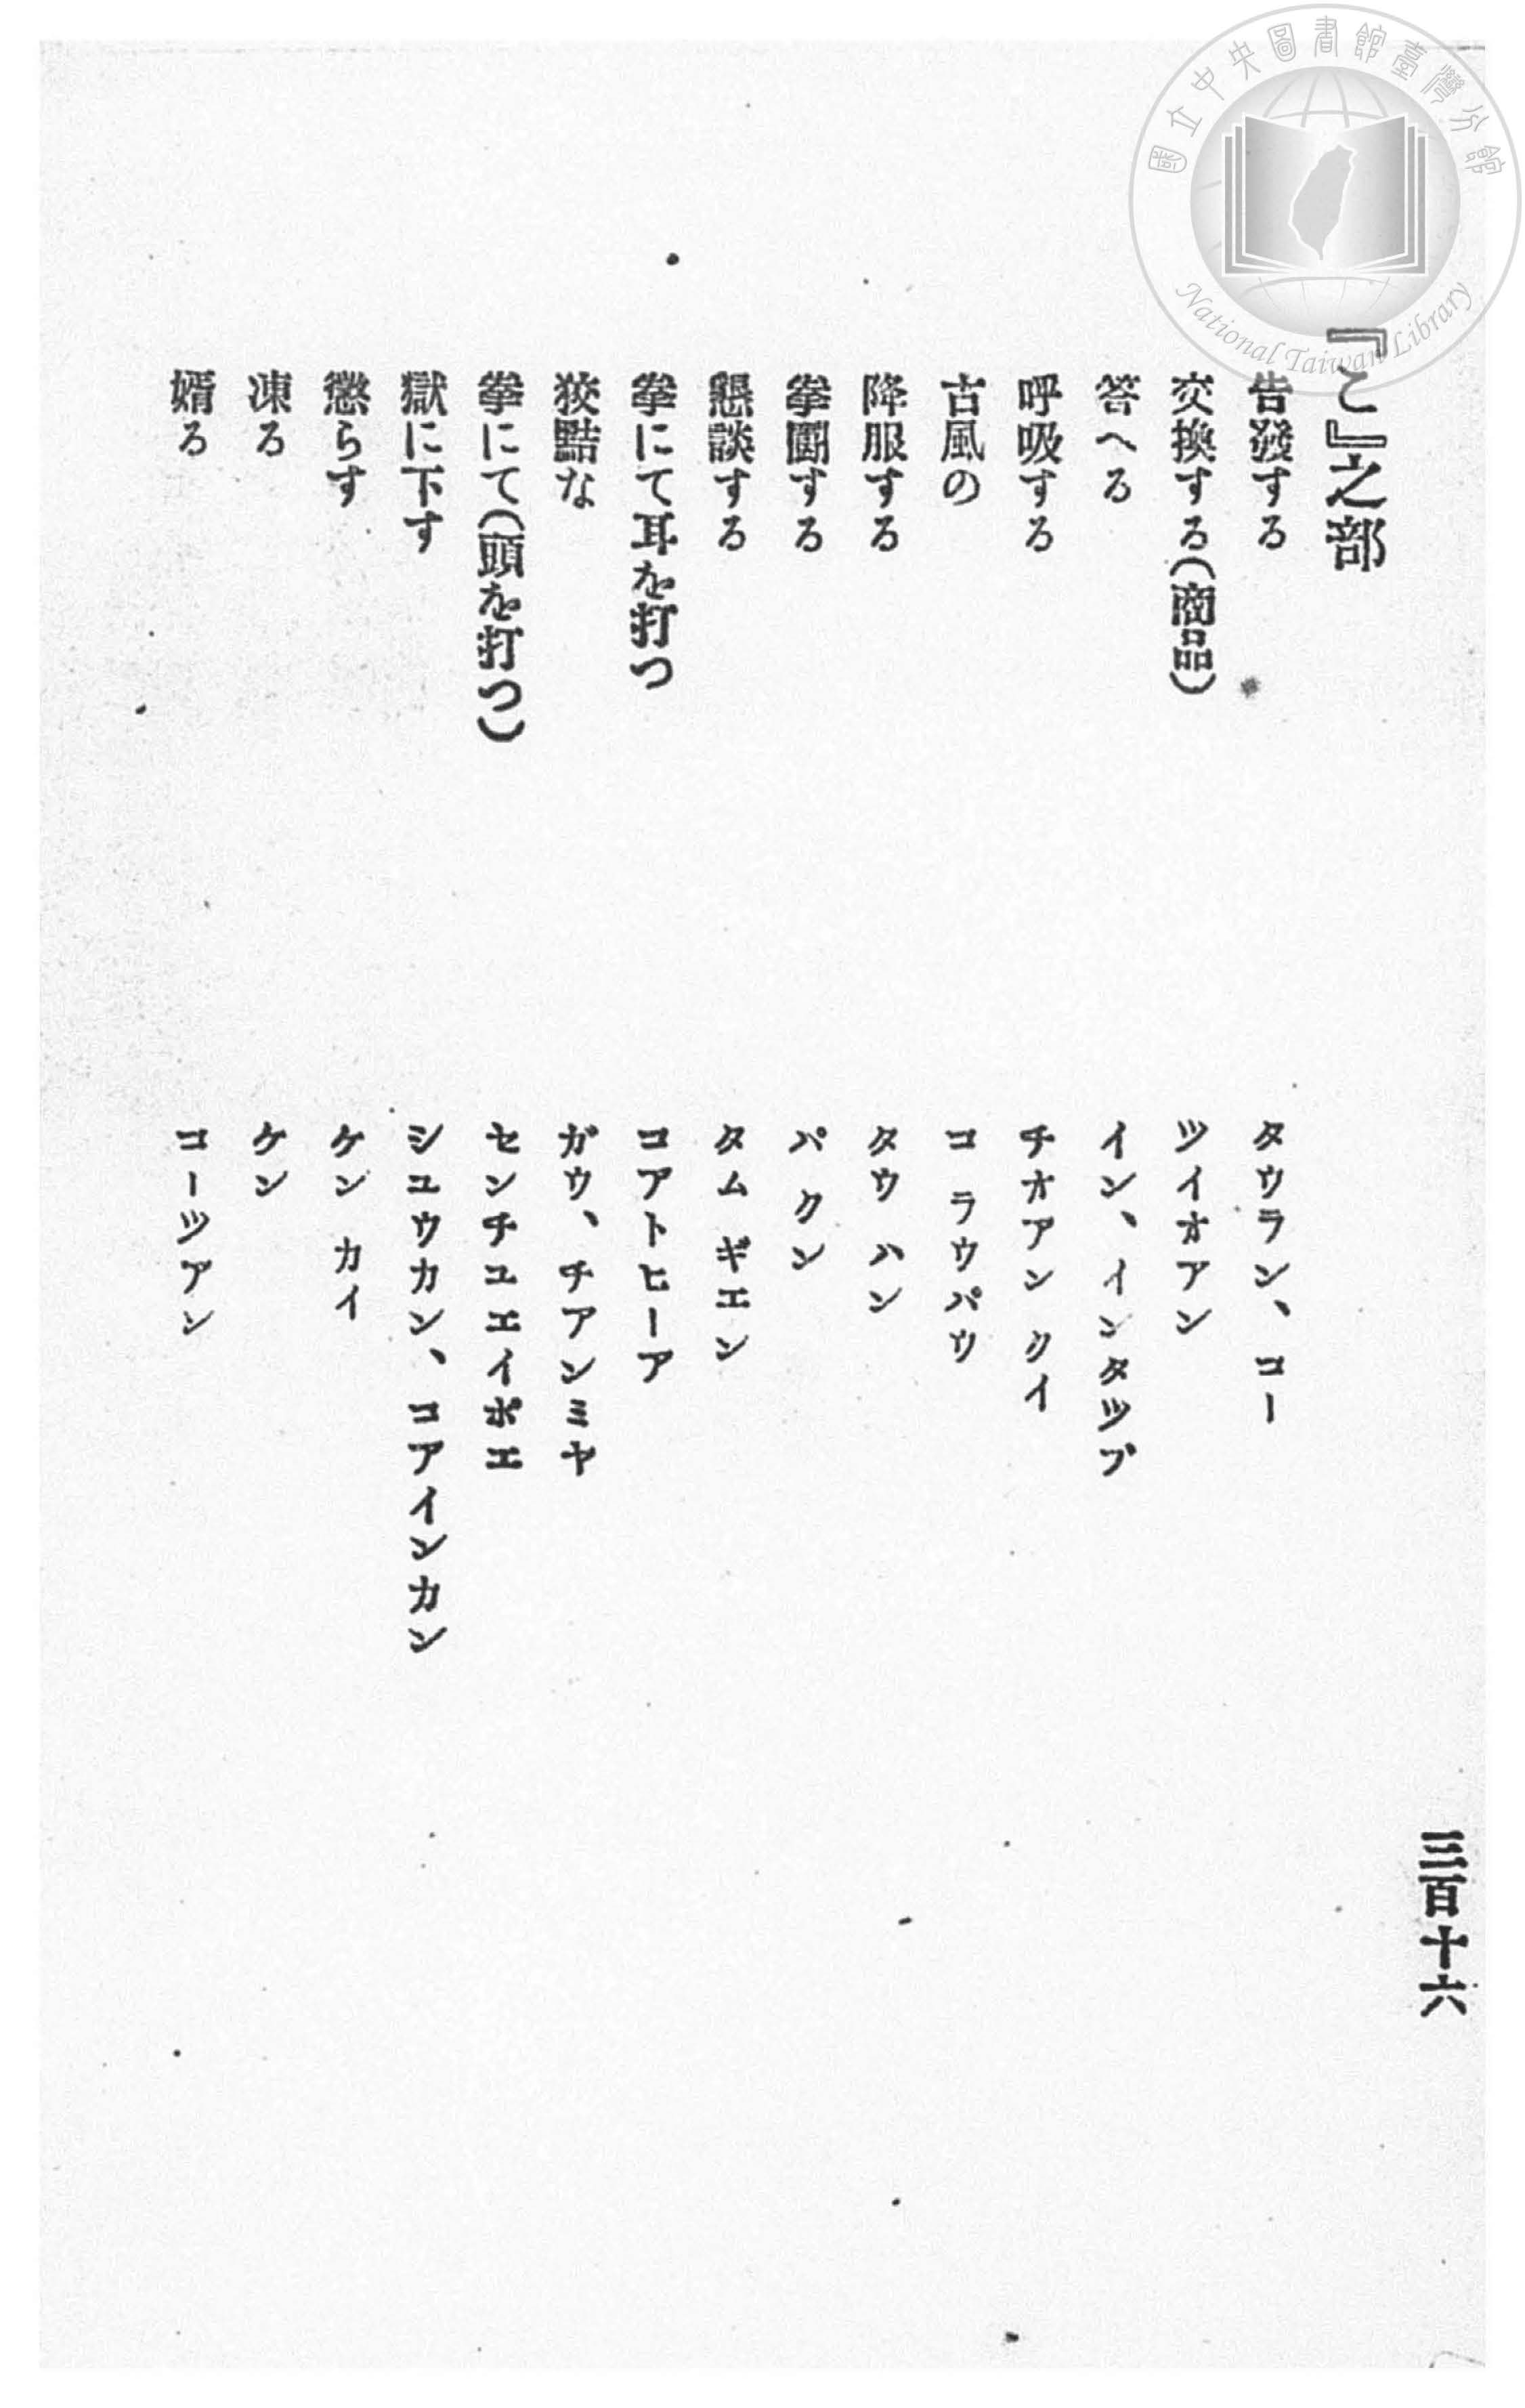 國立中央圖書館臺灣分館
National Taiwan Library
三百十六
『こ』之部
告發する　タウラン、コー
交換する(商品)　ツイオアン
答へる　イン、インタツプ
呼吸する　チオアン クイ
古風の　コ ラウパウ
降服する　タウ ハン
拳鬪する　パ クン
懇談する　タム ギエン
拳にて耳を打つ　コアトヒーア
狡黠な　ガウ、チアンミヤ
拳にて(頭を打つ)　センチユエイポエ
獄に下す　シユウカン、コアインカン
懲らす　ケン カイ
凍る　ケン
婿る　コーツアン